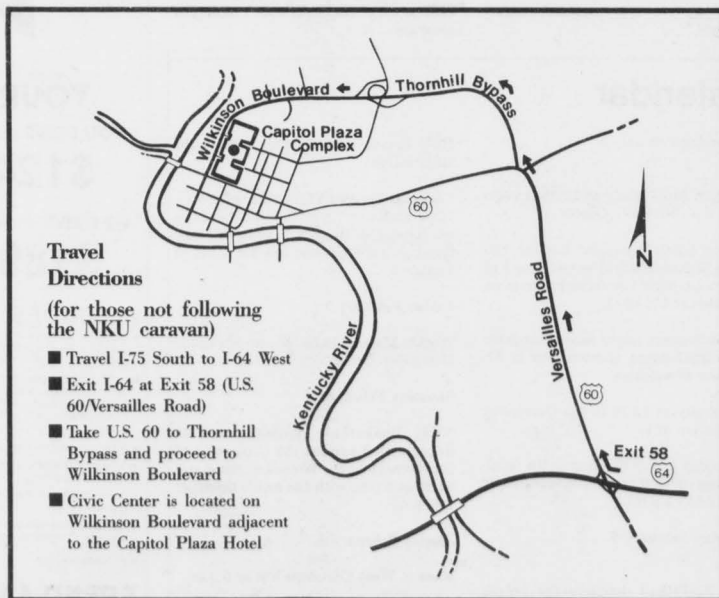 Wilkinson Boulevard
Thornhill Bypass
Capitol Plaza
Complex
60
N
Travel
Directions
(for those not following
the NKU caravan)
■ Travel I-75 South to I-64 West
■ Exit I-64 at Exit 58 (U.S.
60/Versailles Road)
■ Take U.S. 60 to Thornhill
Bypass and proceed to
Wilkinson Boulevard
■ Civic Center is located on
Wilkinson Boulevard adjacent
to the Capitol Plaza Hotel
Kentucky River
Versailles Road
60
Exit 58
64